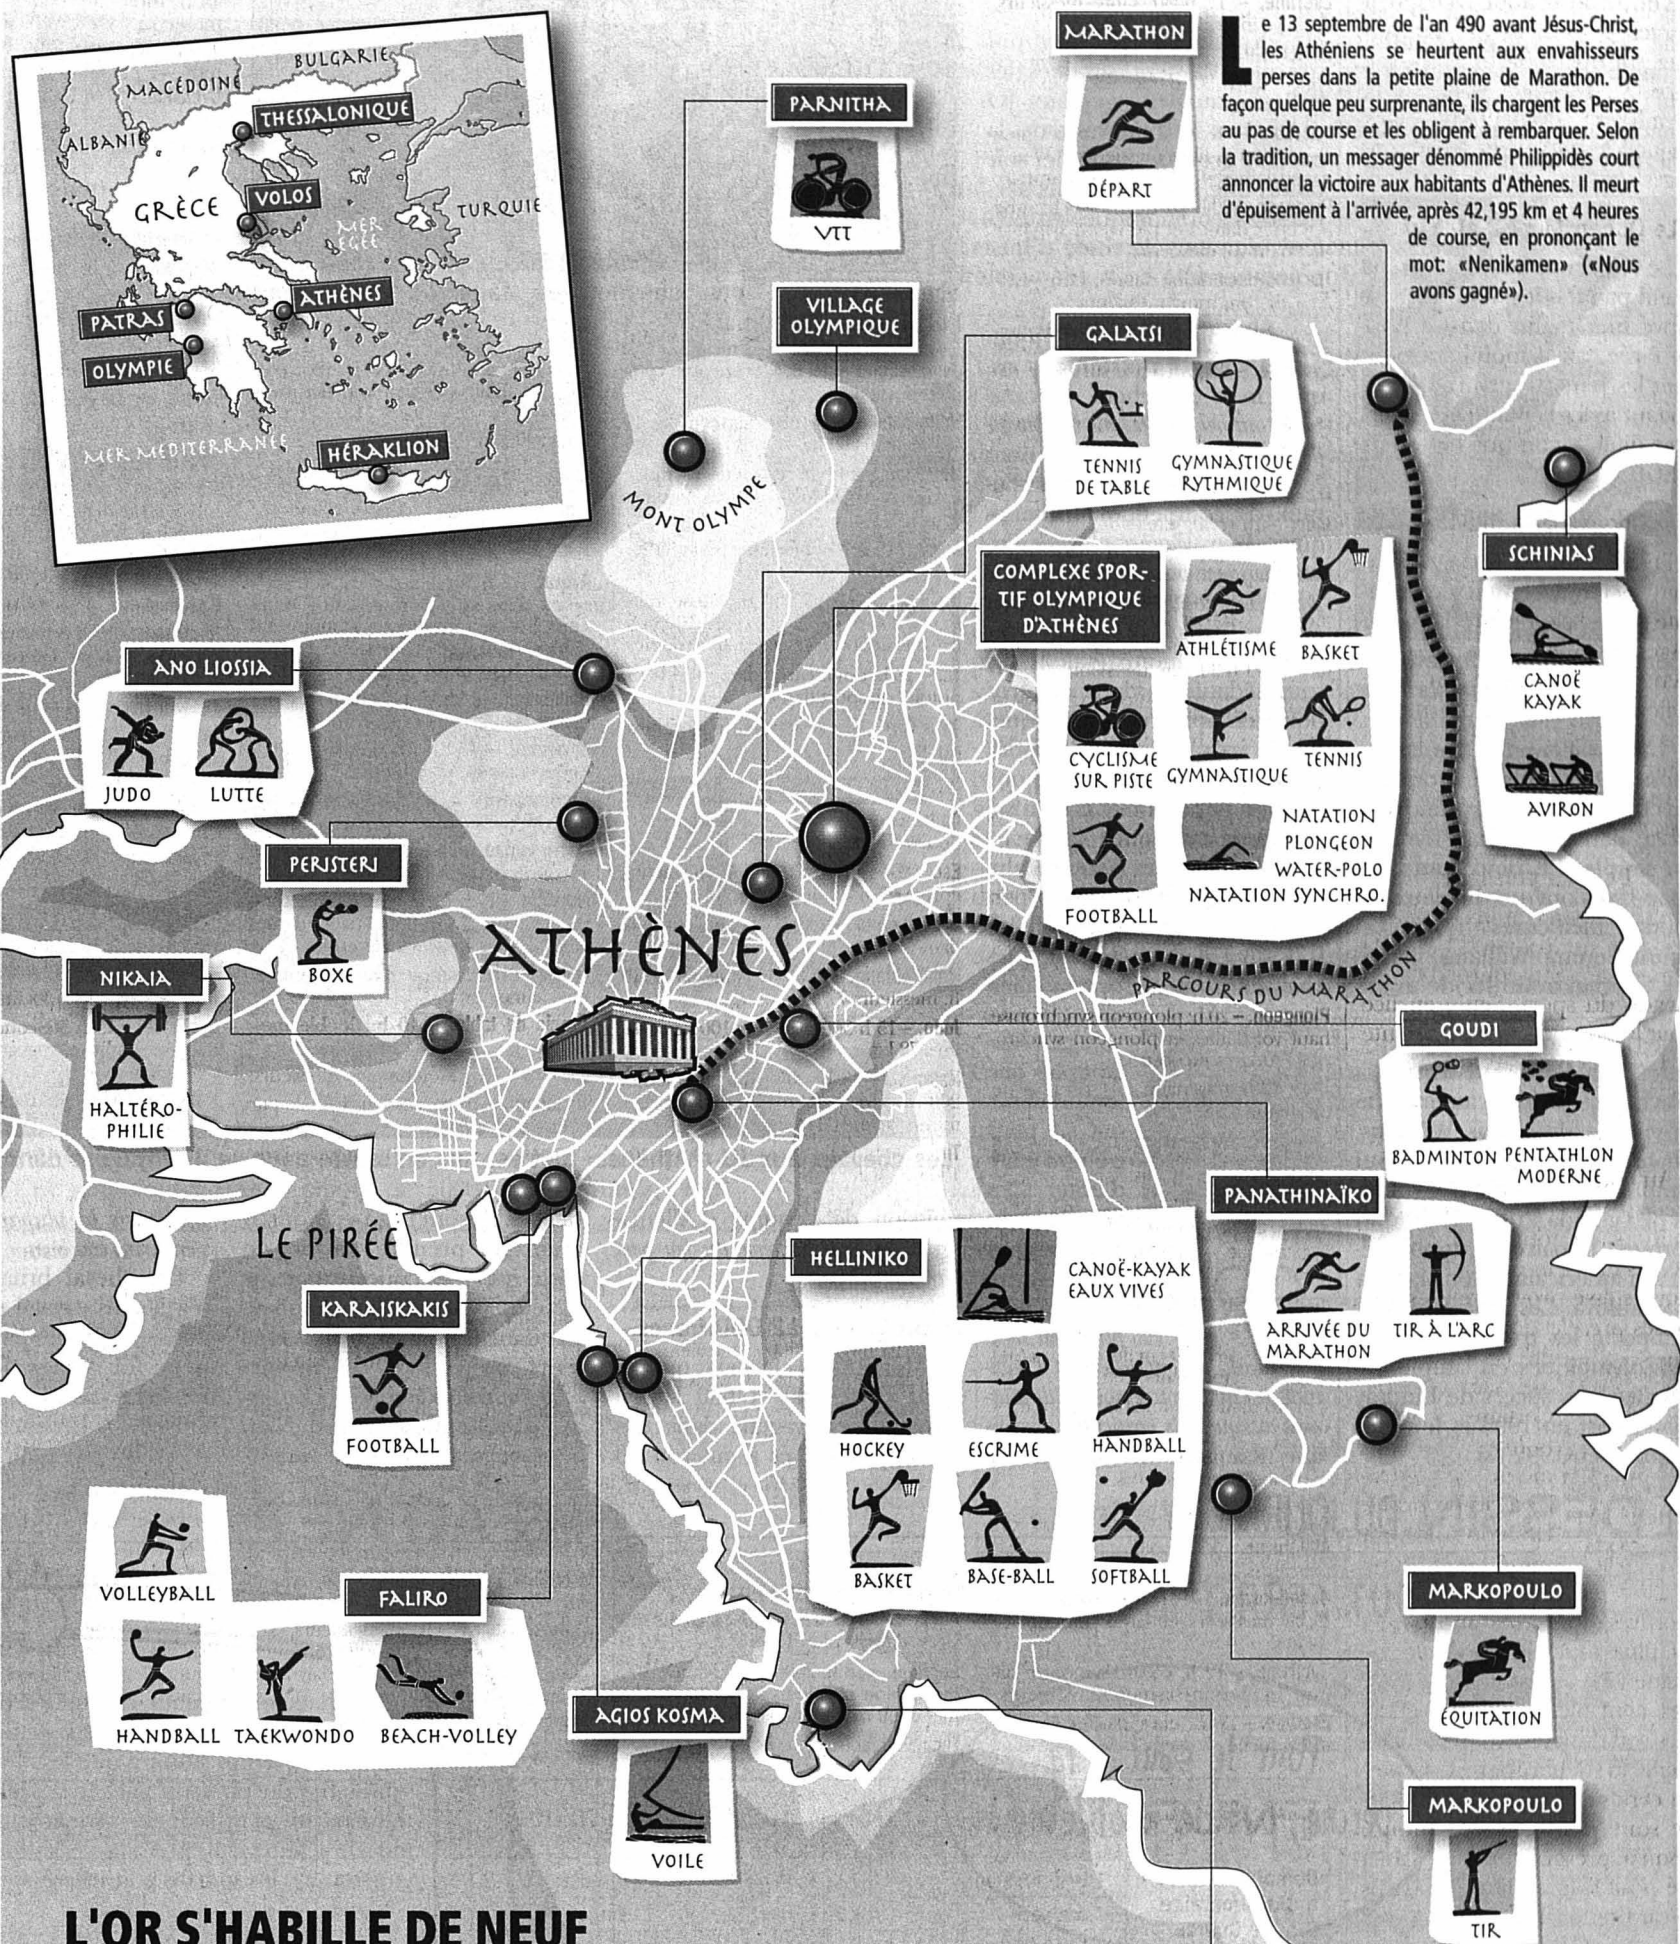 BULGARIE
MACÉDOINE
THESSALONIQUE
ALBANIE
VOLOS
GRÈCE
TURQUIE
MER
EGÉE
ATHÈNES
PATRAS
OLYMPIE
MER MEDITERRANÉE
HÉRAKLION
PARNITHA
VTT
VILLAGE
OLYMPIQUE
MONT OLYMPE
MARATHON
DÉPART
Le 13 septembre de l'an 490 avant Jésus-Christ,
les Athéniens se heurtent aux envahisseurs
perses dans la petite plaine de Marathon. De
façon quelque peu surprenante, ils chargent les Perses
au pas de course et les obligent à rembarquer. Selon
la tradition, un messager dénommé Philippidès court
annoncer la victoire aux habitants d'Athènes. Il meurt
d'épuisement à l'arrivée, après 42,195 km et 4 heures
de course, en prononçant le
mot: «Nenikamen» («Nous
avons gagné»).
GALATSI
TENNIS
DE TABLE
GYMNASTIQUE
RYTHMIQUE
SCHINIAS
CANOË
KAYAK
AVIRON
COMPLEXE SPOR-
TIF OLYMPIQUE
D'ATHÈNES
ATHLÉTISME
BASKET
CYCLISME
SUR PISTE
GYMNASTIQUE
TENNIS
FOOTBALL
NATATION
PLONGEON
WATER-POLO
NATATION SYNCHRO.
ANO LIOSSIA
JUDO
LUTTE
PERISTERI
BOXE
NIKAIA
HALTÉRO-
PHILIE
ATHÈNES
PARCOURS DU MARATHON
GOUDI
BADMINTON
PENTATHLON
MODERNE
PANATHINAÏKO
ARRIVÉE DU
MARATHON
TIR À L'ARC
LE PIRÉE
KARAISKAKIS
FOOTBALL
HELLINIKO
CANOË-KAYAK
EAUX VIVES
HOCKEY
ESCRIME
HANDBALL
BASKET
BASE-BALL
SOFTBALL
VOLLEYBALL
FALIRO
HANDBALL
TAEKWONDO
BEACH-VOLLEY
AGIOS KOSMA
VOILE
MARKOPOULO
ÉQUITATION
MARKOPOULO
TIR
L'OR S'HABILLE DE NEUF